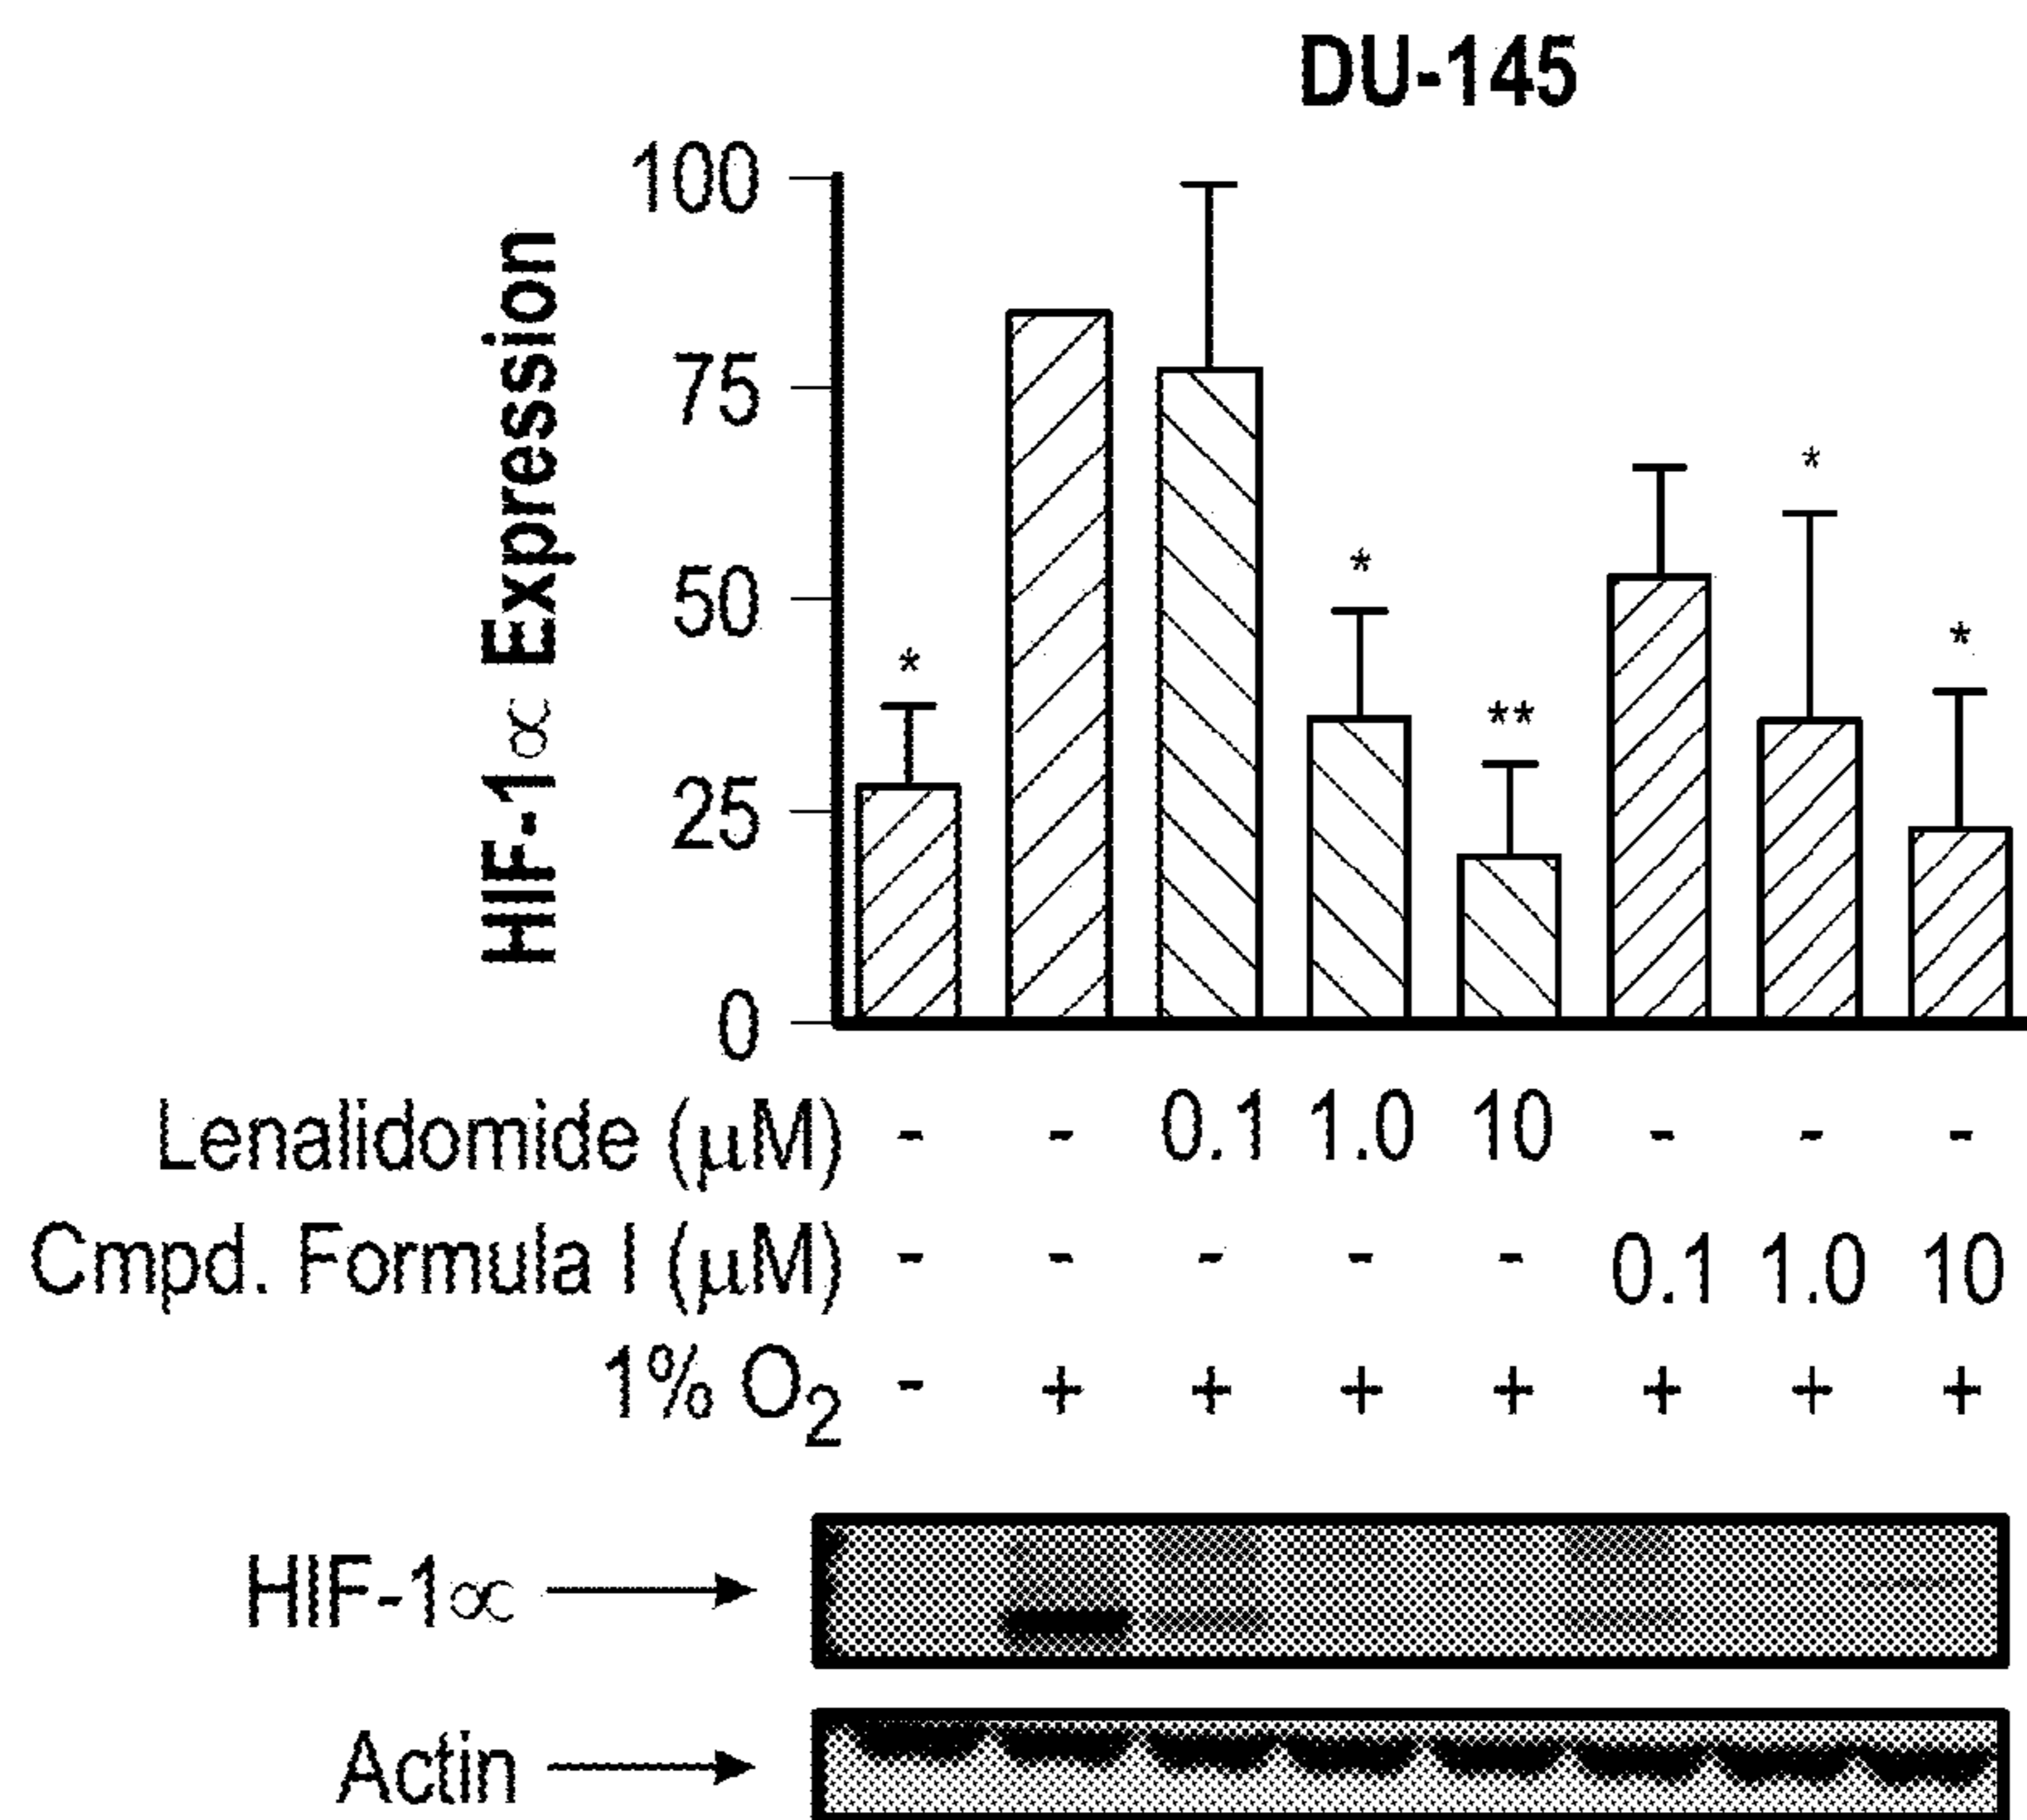 DU-145
HIF-1∝ Expression
100
75
50
25
0
* * ** * *
Lenalidomide (μM) - - 0.1 1.0 10 - - -
Cmpd. Formula I (μM) - - - - - 0.1 1.0 10
1% O₂ - + + + + + + +
HIF-1∝
Actin